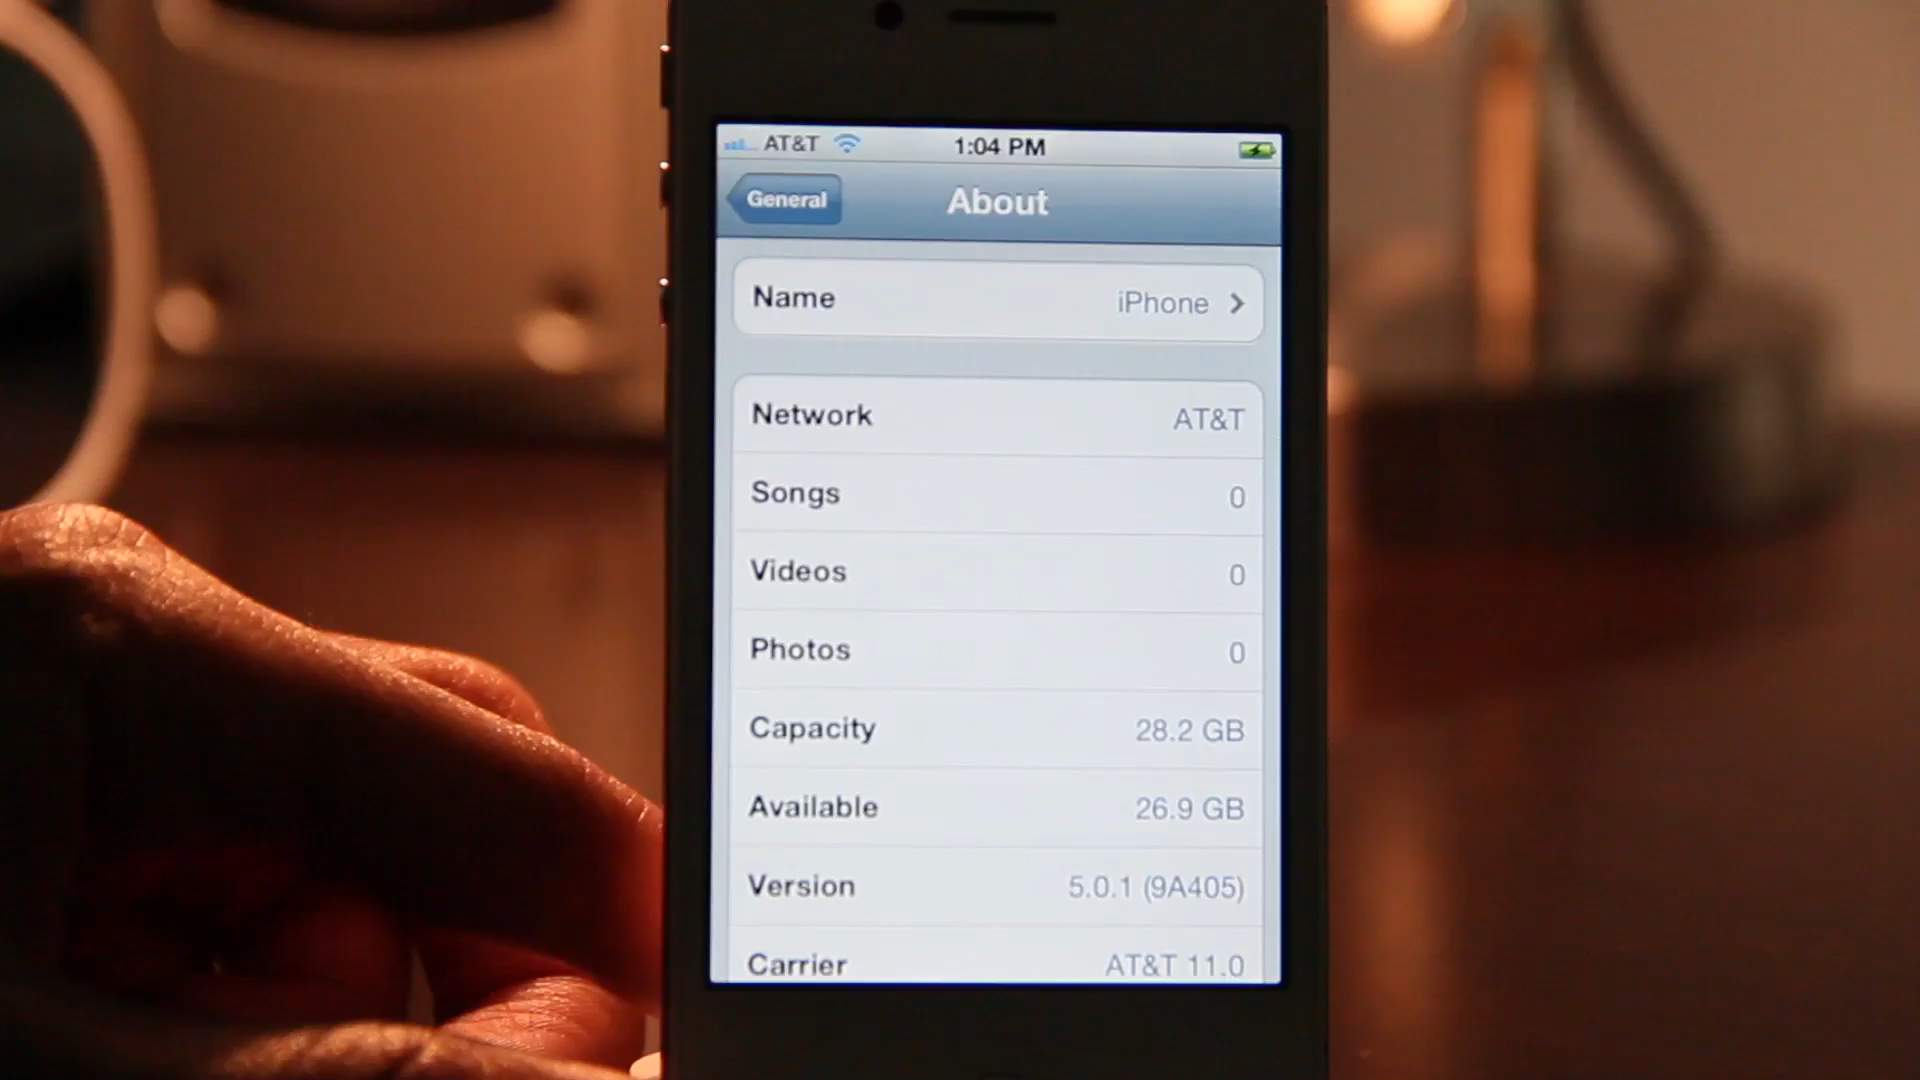 AT&T 1:04 PM
General About
Name iPhone
Network AT&T
Songs 0
Videos 0
Photos 0
Capacity 28.2 GB
Available 26.9 GB
Version 5.0.1 (9A405)
Carrier AT&T 11.0